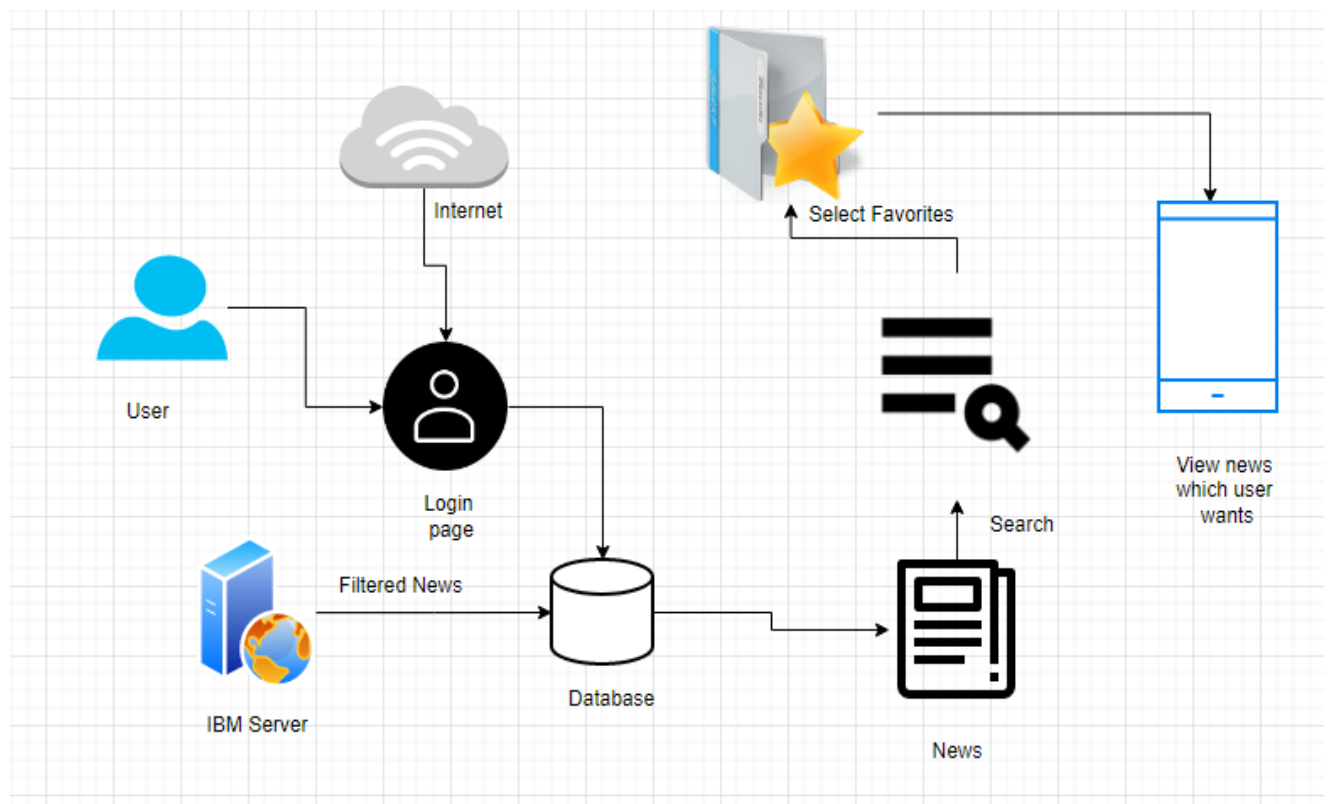 Internet
Select Favorites
User
View news
which user
wants
Login
page
Search
Filtered News
Database
IBM Server
News